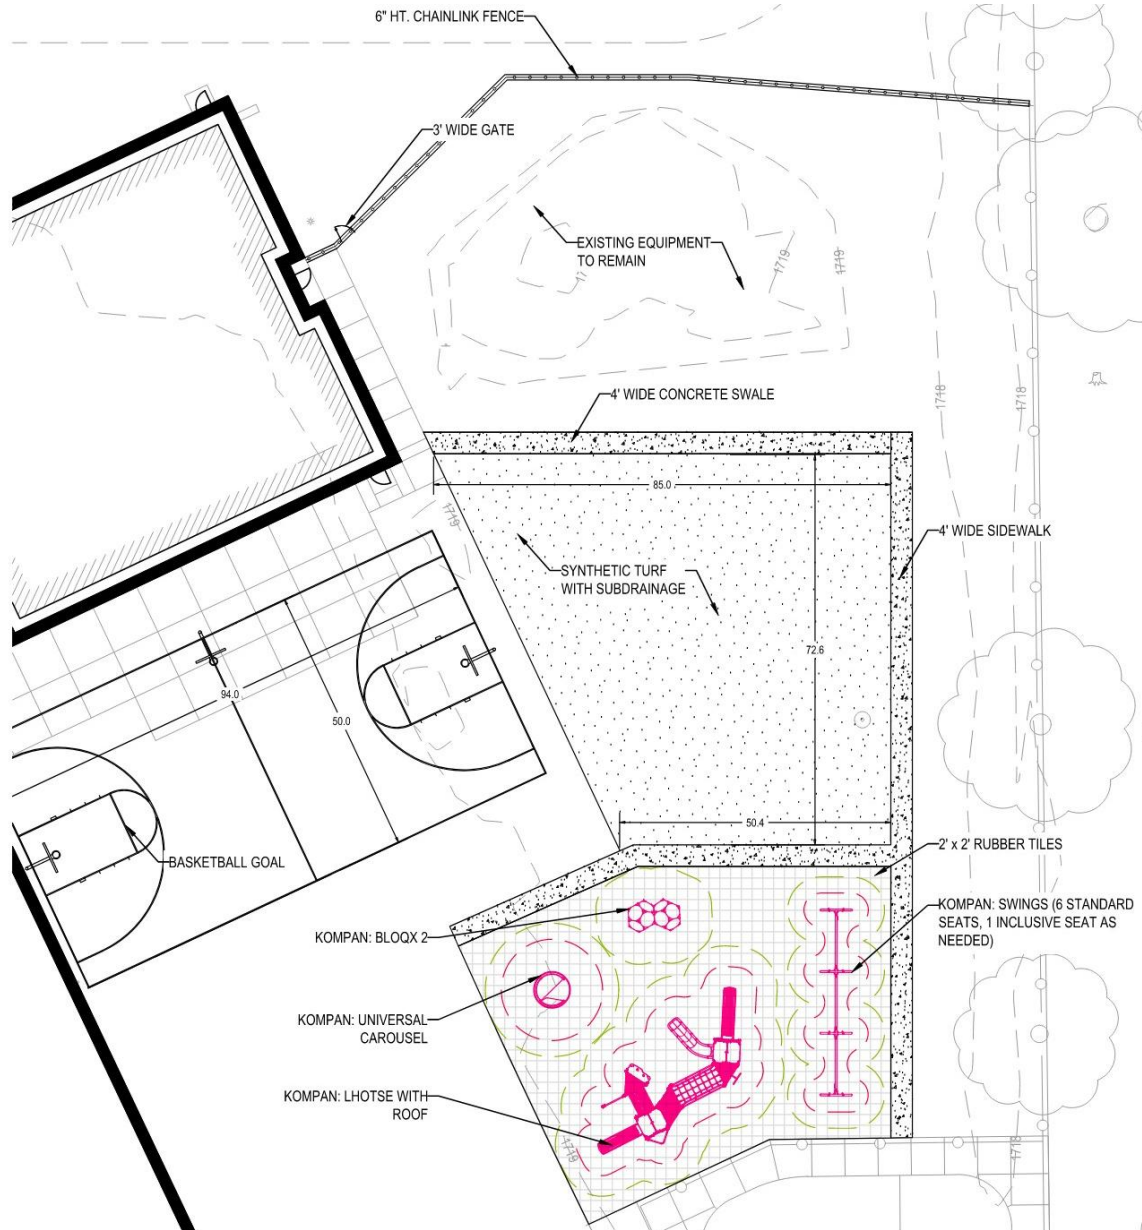 6" HT. CHAINLINK FENCE
3' WIDE GATE
EXISTING EQUIPMENT
TO REMAIN
1719
1719
4' WIDE CONCRETE SWALE
1718
1718
85.0
1719
4' WIDE SIDEWALK
SYNTHETIC TURF
WITH SUBDRAINAGE
72.6
94.0
50.0
50.4
2' x 2' RUBBER TILES
BASKETBALL GOAL
KOMPAN: SWINGS (6 STANDARD
SEATS, 1 INCLUSIVE SEAT AS
NEEDED)
KOMPAN: BLOQX 2
KOMPAN: UNIVERSAL
CAROUSEL
KOMPAN: LHOTSE WITH
ROOF
1719
1718